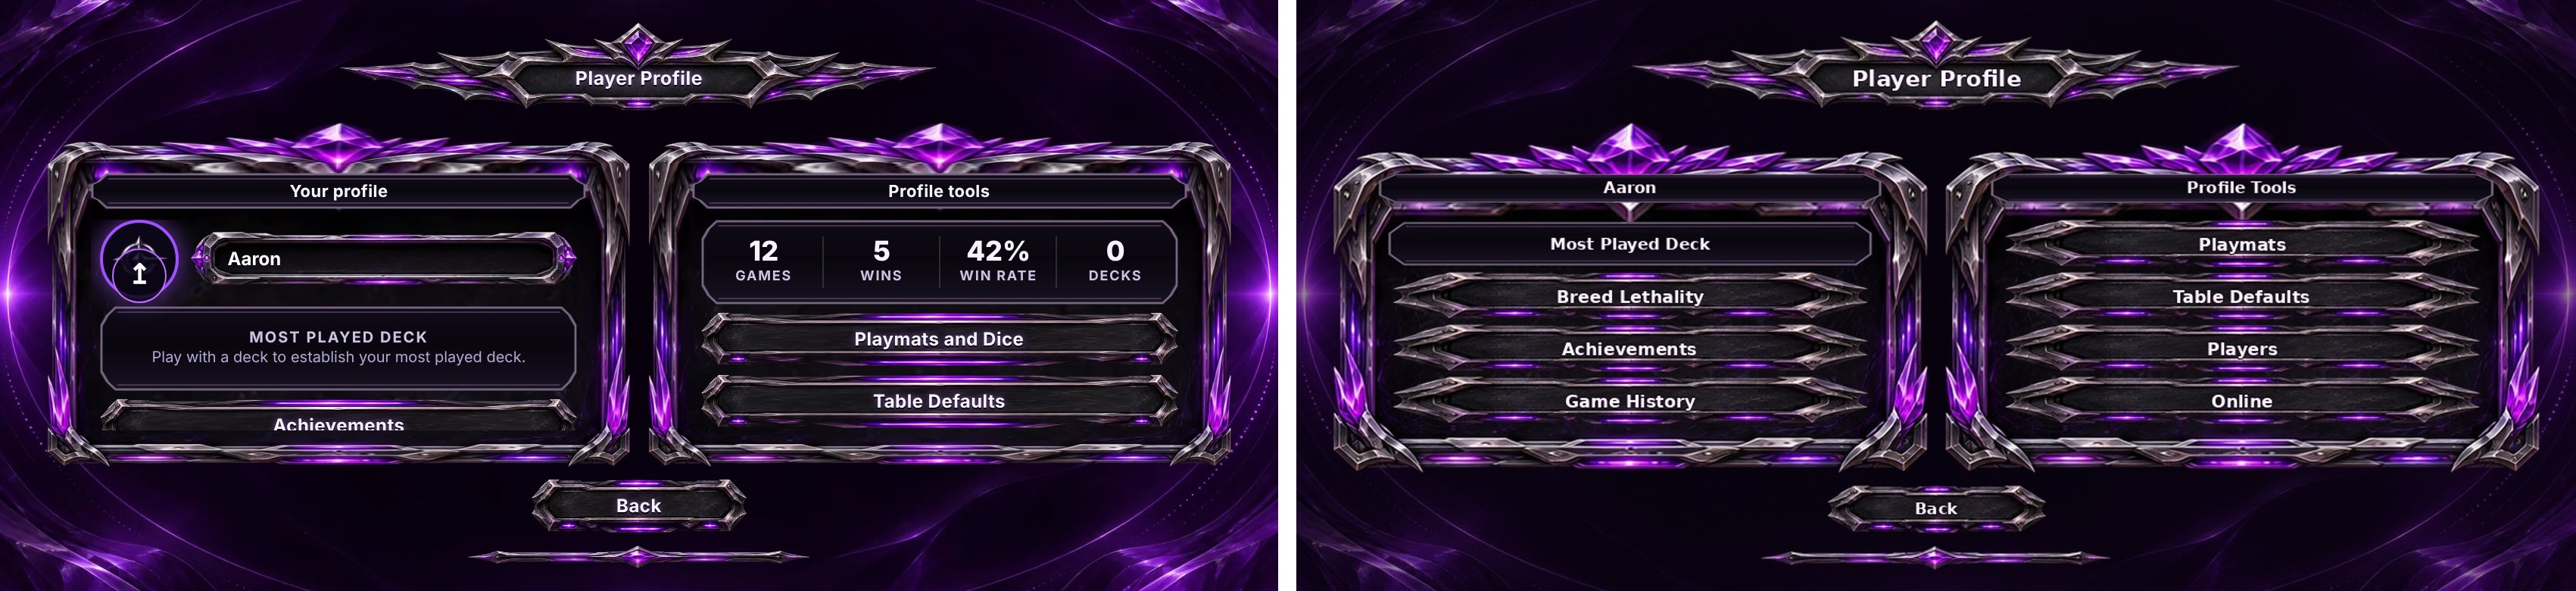 Player Profile
Your profile
Aaron
MOST PLAYED DECK
Play with a deck to establish your most played deck.
Achievements
Profile tools
12
GAMES
5
WINS
42%
WIN RATE
0
DECKS
Playmats and Dice
Table Defaults
Back
Player Profile
Aaron
Most Played Deck
Breed Lethality
Achievements
Game History
Profile Tools
Playmats
Table Defaults
Players
Online
Back